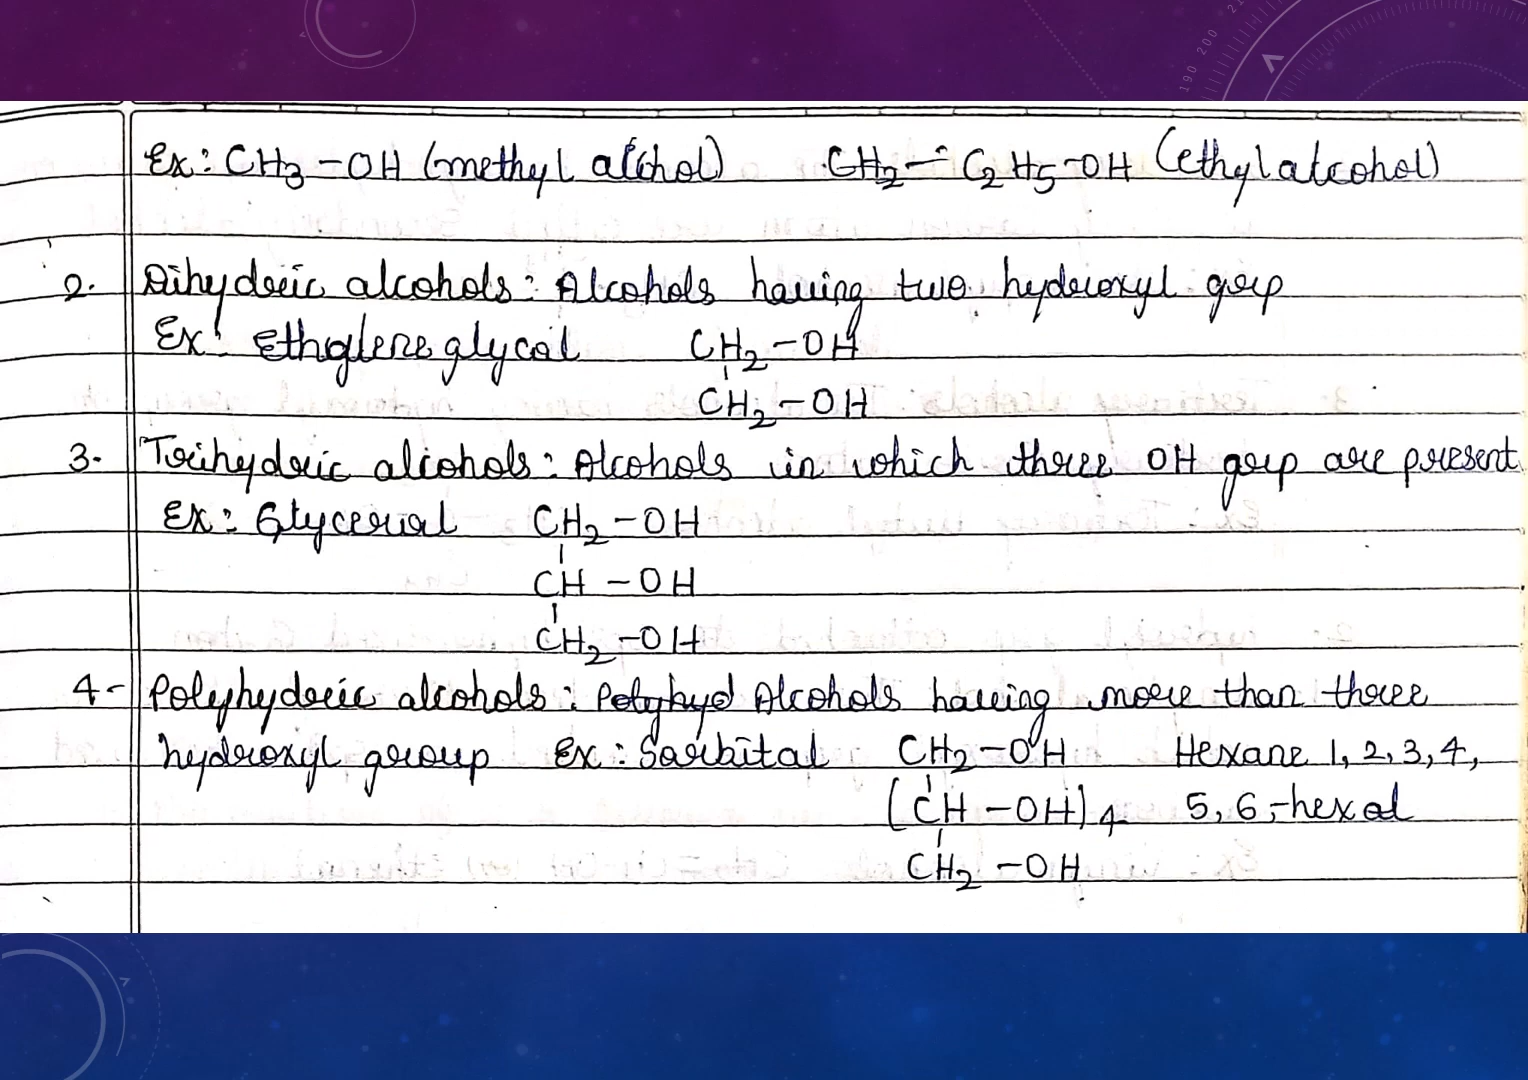 Ex: CH3 -OH (methyl alchol) C2H5-OH (ethyl alcohol)
2. Dihydric alcohols: Alcohols having two hydroxyl grp
Ex: Ethylene glycol CH2 -OH
CH2 -OH
3- Trihydric alcohols: Alcohols in which three OH grp are present
Ex: Glycerol CH2 -OH
CH -OH
CH2 -OH
4- Polyhydric alcohols: Alcohols having more than three
hydroxyl group Ex: Sorbital CH2 -OH Hexane 1, 2, 3, 4,
(CH -OH)4 5, 6,-hexol
CH2 -OH
190 200 21